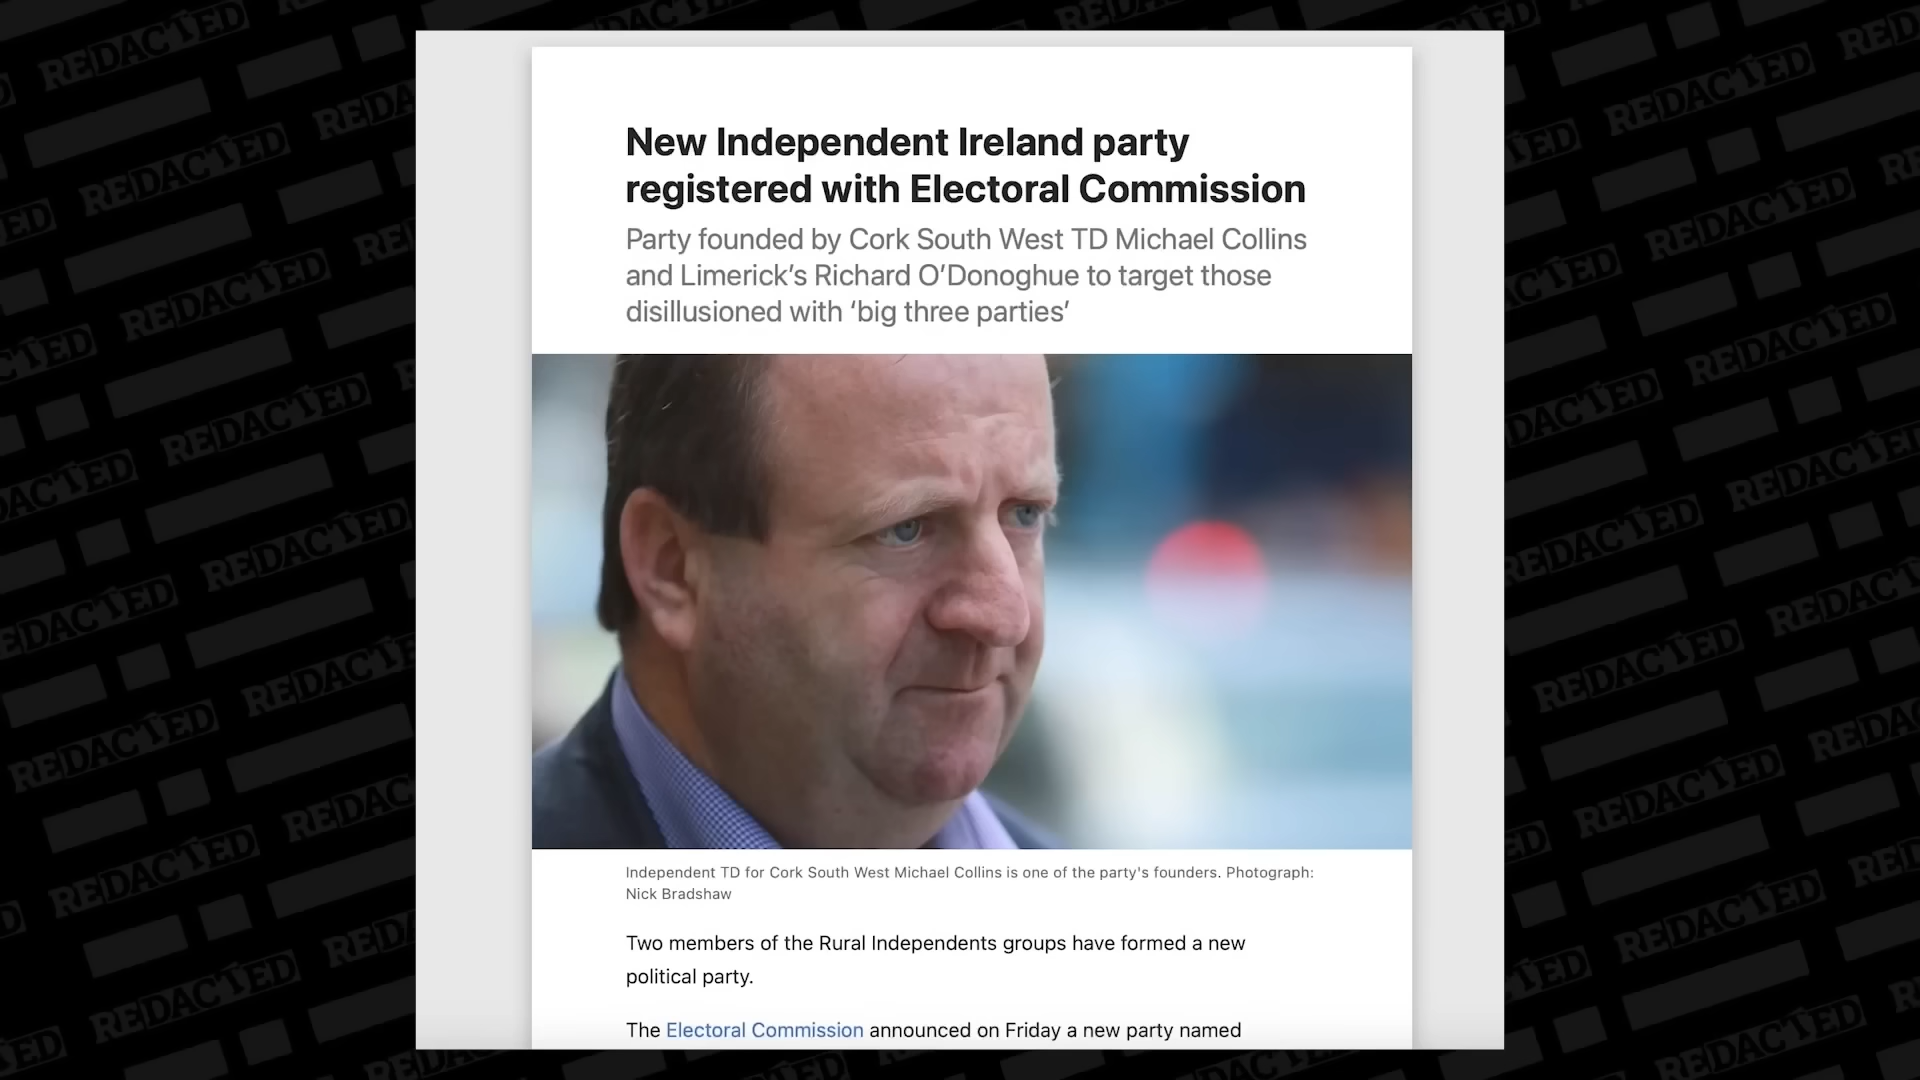 New Independent Ireland party
registered with Electoral Commission
Party founded by Cork South West TD Michael Collins
and Limerick’s Richard O’Donoghue to target those
disillusioned with ‘big three parties’
Independent TD for Cork South West Michael Collins is one of the party's founders. Photograph:
Nick Bradshaw
Two members of the Rural Independents groups have formed a new
political party.
The Electoral Commission announced on Friday a new party named
REDACTED